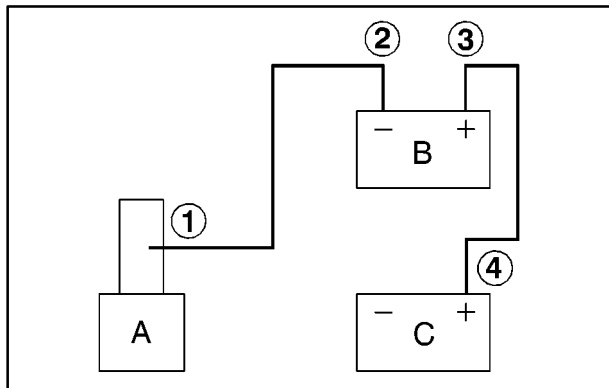 ② ③
− +
B
①
④
− +
A C